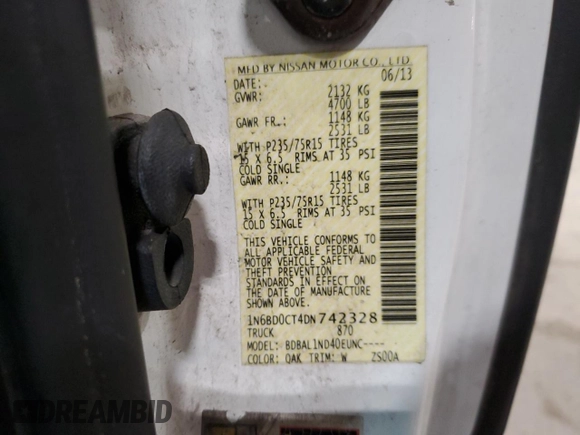 MFD BY NISSAN MOTOR CO., LTD.
DATE: 06/13
GVWR: 2132 KG
4700 LB
GAWR FR.: 1148 KG
2531 LB
WITH P235/75R15 TIRES
15 X 6.5 RIMS AT 35 PSI
COLD SINGLE
GAWR RR.: 1148 KG
2531 LB
WITH P235/75R15 TIRES
15 X 6.5 RIMS AT 35 PSI
COLD SINGLE
THIS VEHICLE CONFORMS TO
ALL APPLICABLE FEDERAL
MOTOR VEHICLE SAFETY AND
THEFT PREVENTION
STANDARDS IN EFFECT ON
THE DATE OF MANUFACTURE
SHOWN ABOVE.
1N6BD0CT4DN742328
TRUCK 870
MODEL: BDBAL1ND40EUNC----
COLOR: QAK TRIM: W ZS00A
DREAMBID